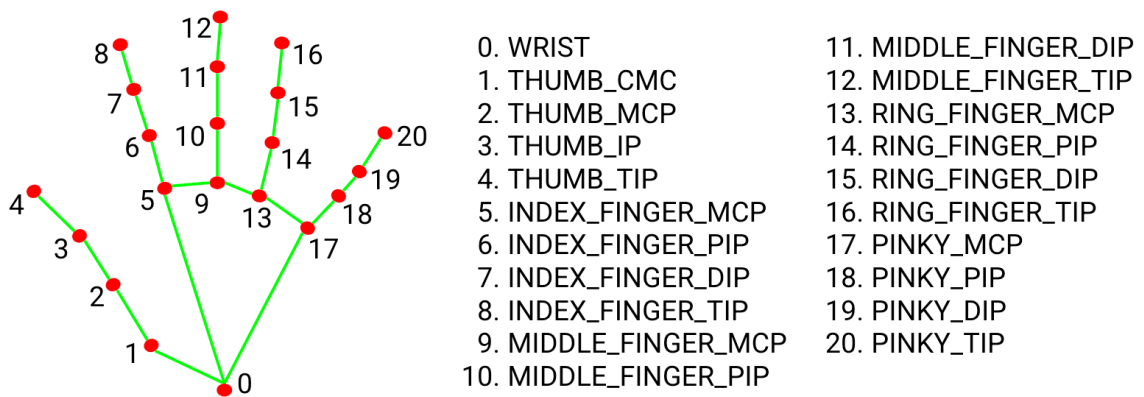 12
8
16
11
7
15
6
10
20
14
19
4
5
9
13
18
3
17
2
1
0
0. WRIST
1. THUMB_CMC
2. THUMB_MCP
3. THUMB_IP
4. THUMB_TIP
5. INDEX_FINGER_MCP
6. INDEX_FINGER_PIP
7. INDEX_FINGER_DIP
8. INDEX_FINGER_TIP
9. MIDDLE_FINGER_MCP
10. MIDDLE_FINGER_PIP
11. MIDDLE_FINGER_DIP
12. MIDDLE_FINGER_TIP
13. RING_FINGER_MCP
14. RING_FINGER_PIP
15. RING_FINGER_DIP
16. RING_FINGER_TIP
17. PINKY_MCP
18. PINKY_PIP
19. PINKY_DIP
20. PINKY_TIP